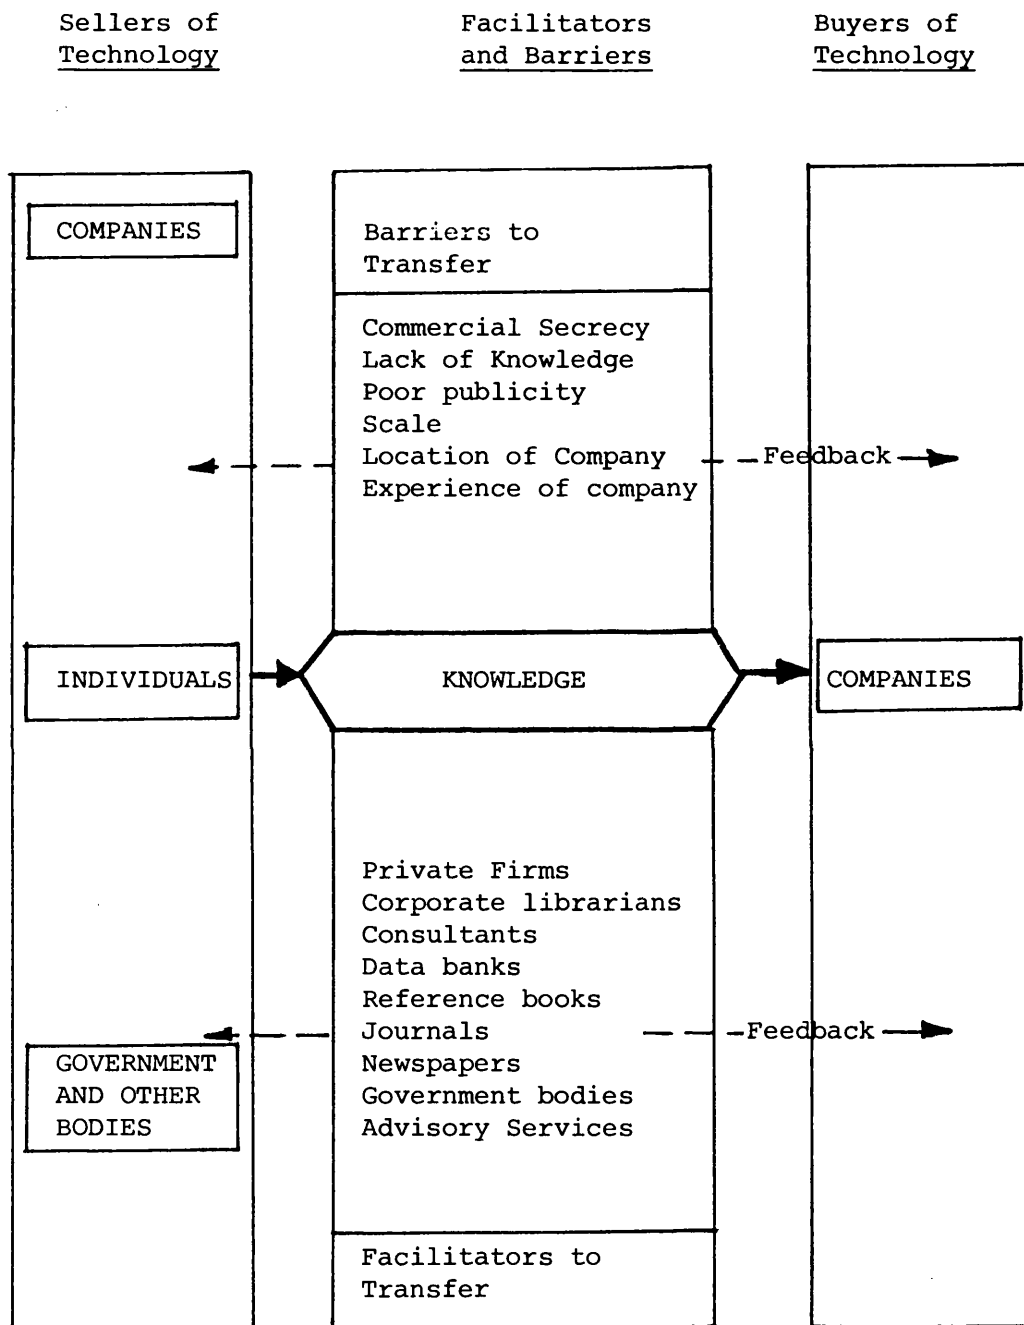 Sellers of
Technology
Facilitators
and Barriers
Buyers of
Technology
COMPANIES
Barriers to
Transfer
Commercial Secrecy
Lack of Knowledge
Poor publicity
Scale
Location of Company
Experience of company
Feedback
INDIVIDUALS
KNOWLEDGE
COMPANIES
Private Firms
Corporate librarians
Consultants
Data banks
Reference books
Journals
Newspapers
Government bodies
Advisory Services
Feedback
GOVERNMENT
AND OTHER
BODIES
Facilitators to
Transfer